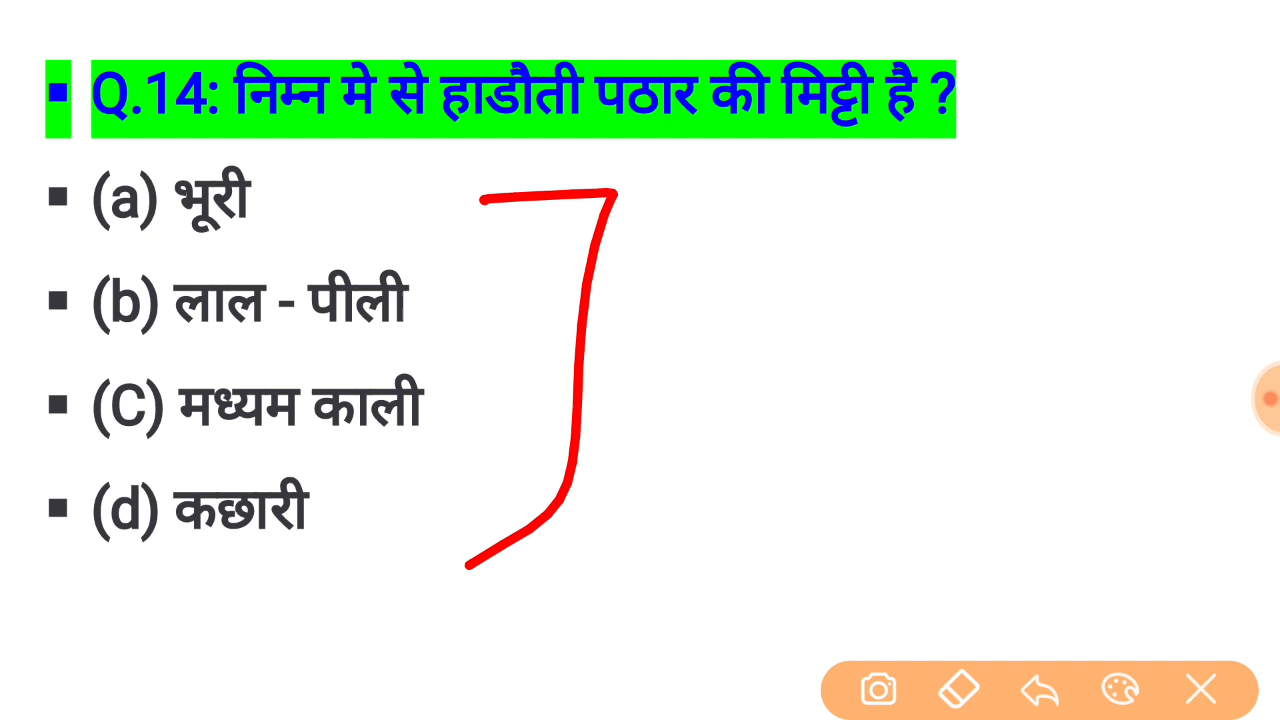 ▪ Q.14: निम्न मे से हाडौती पठार की मिट्टी है ?
▪ (a) भूरी
▪ (b) लाल - पीली
▪ (C) मध्यम काली
▪ (d) कछारी